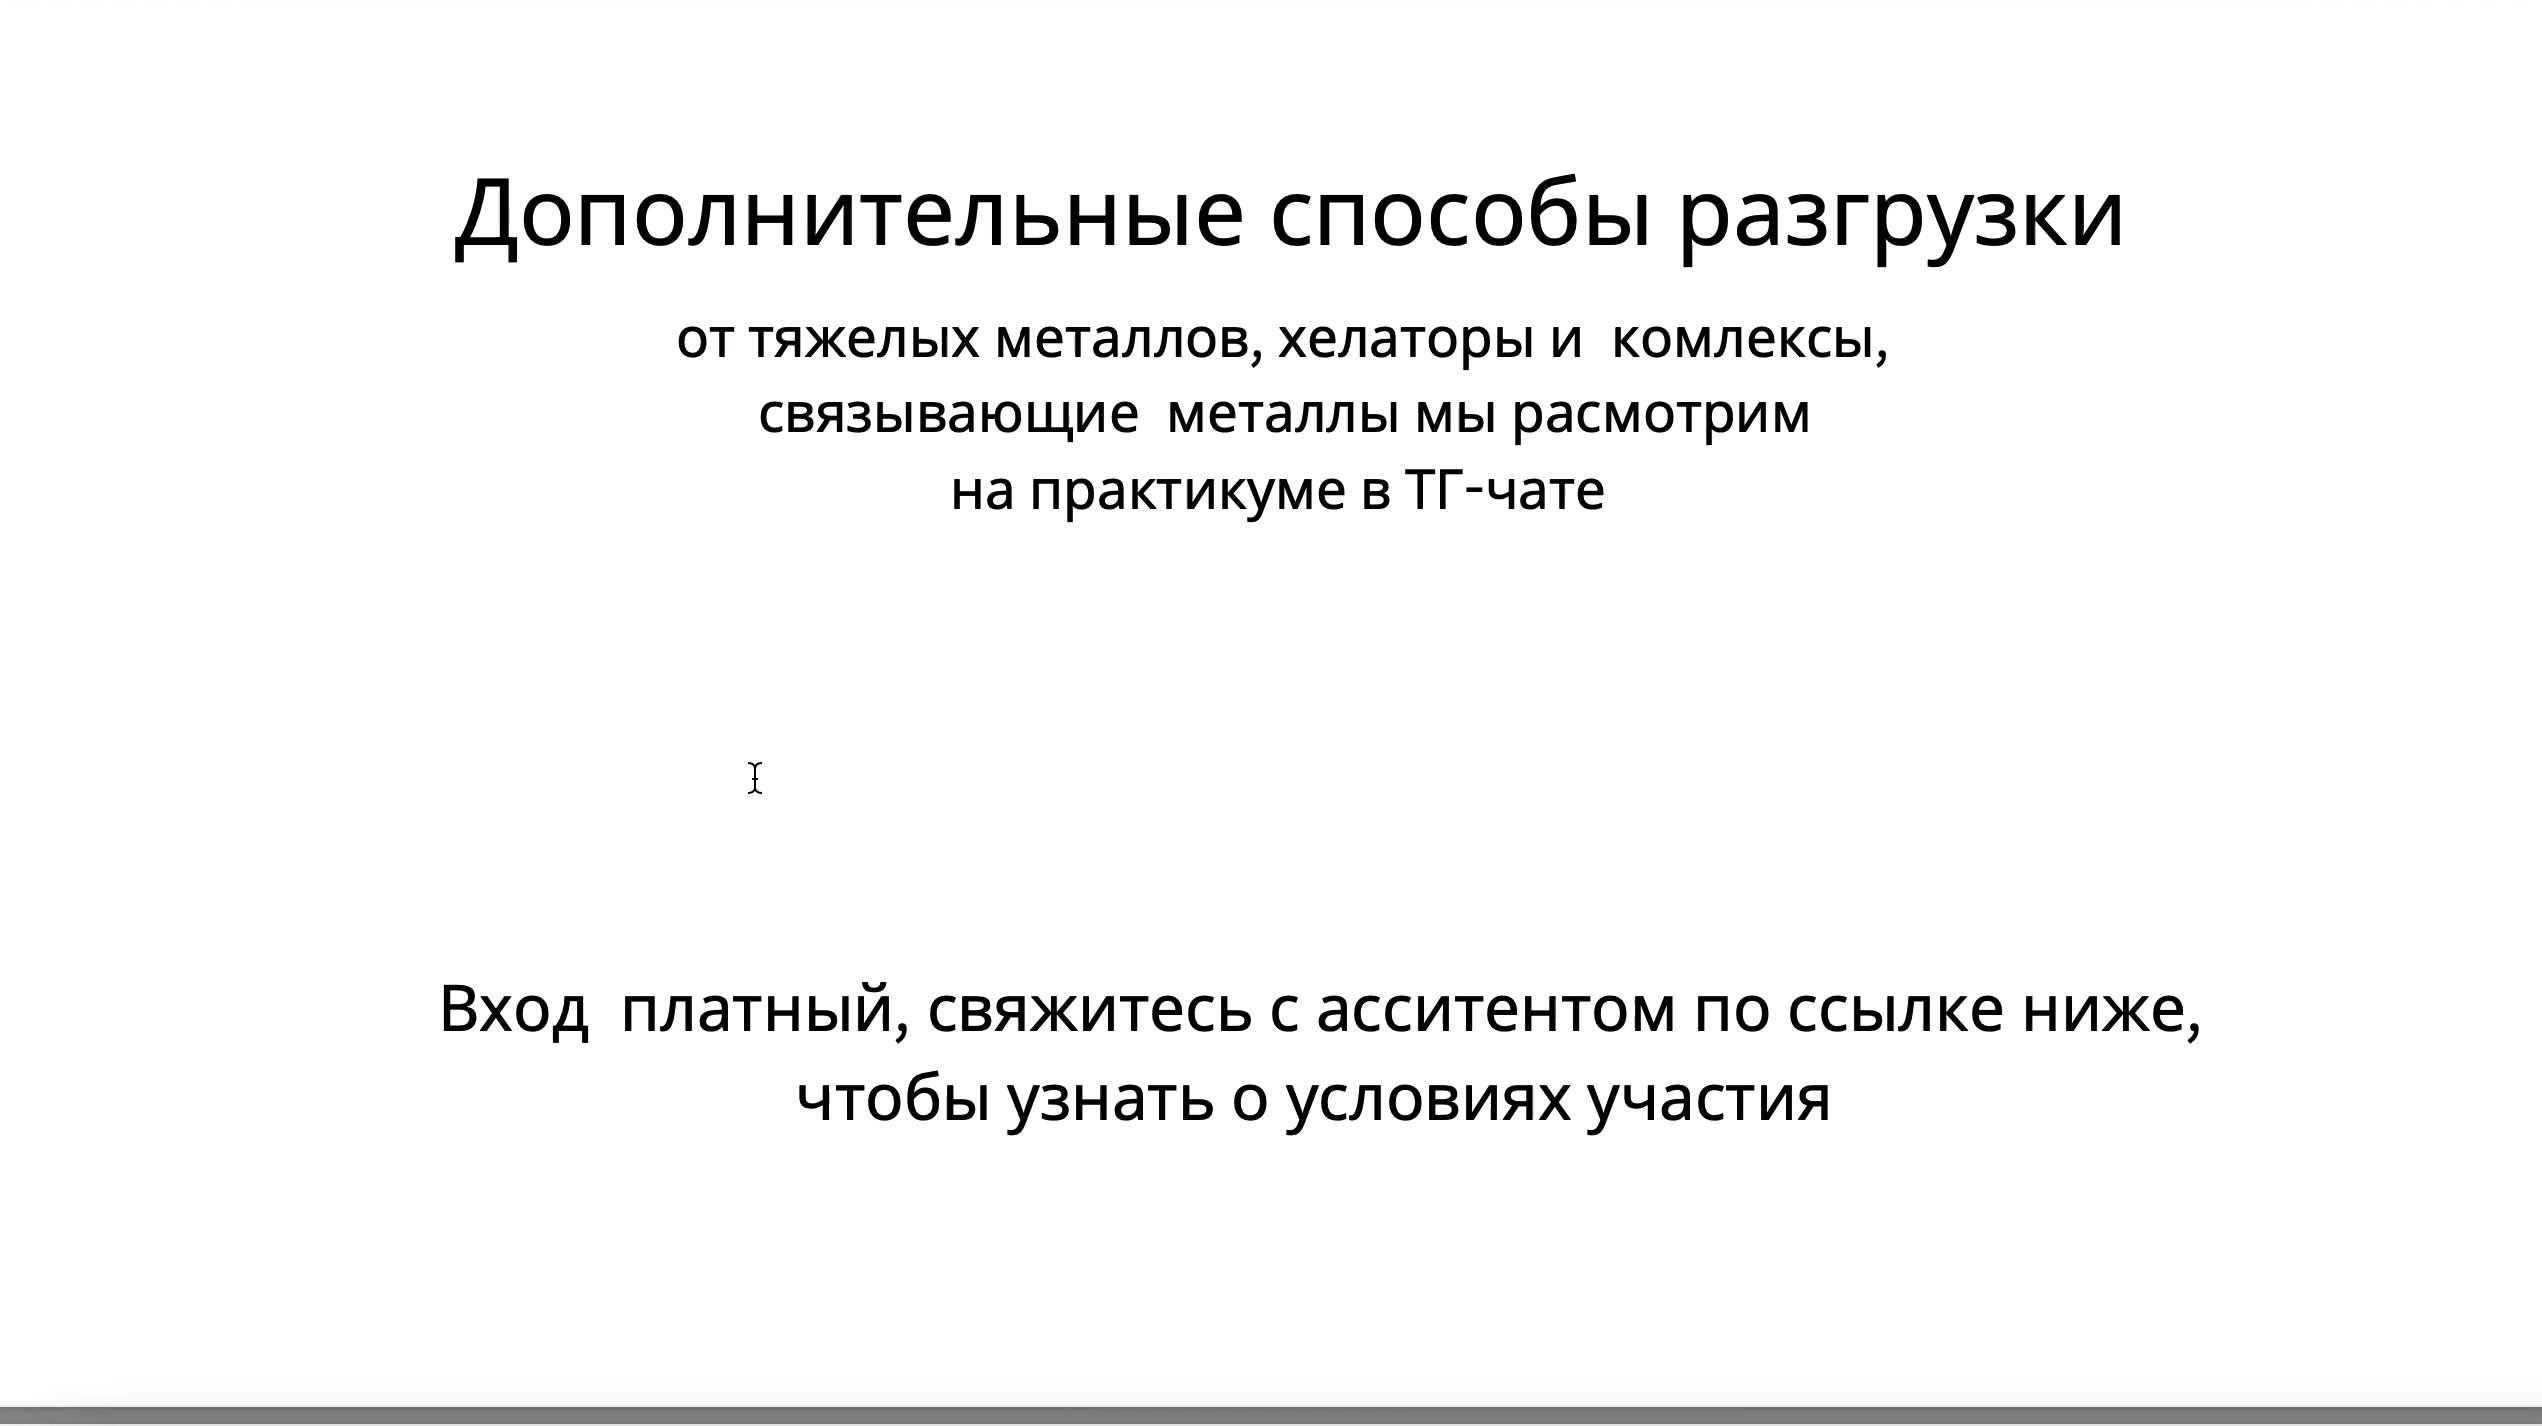 Дополнительные способы разгрузки
от тяжелых металлов, хелаторы и комлексы,
связывающие металлы мы расмотрим
на практикуме в ТГ-чате
Вход платный, свяжитесь с асситентом по ссылке ниже,
чтобы узнать о условиях участия